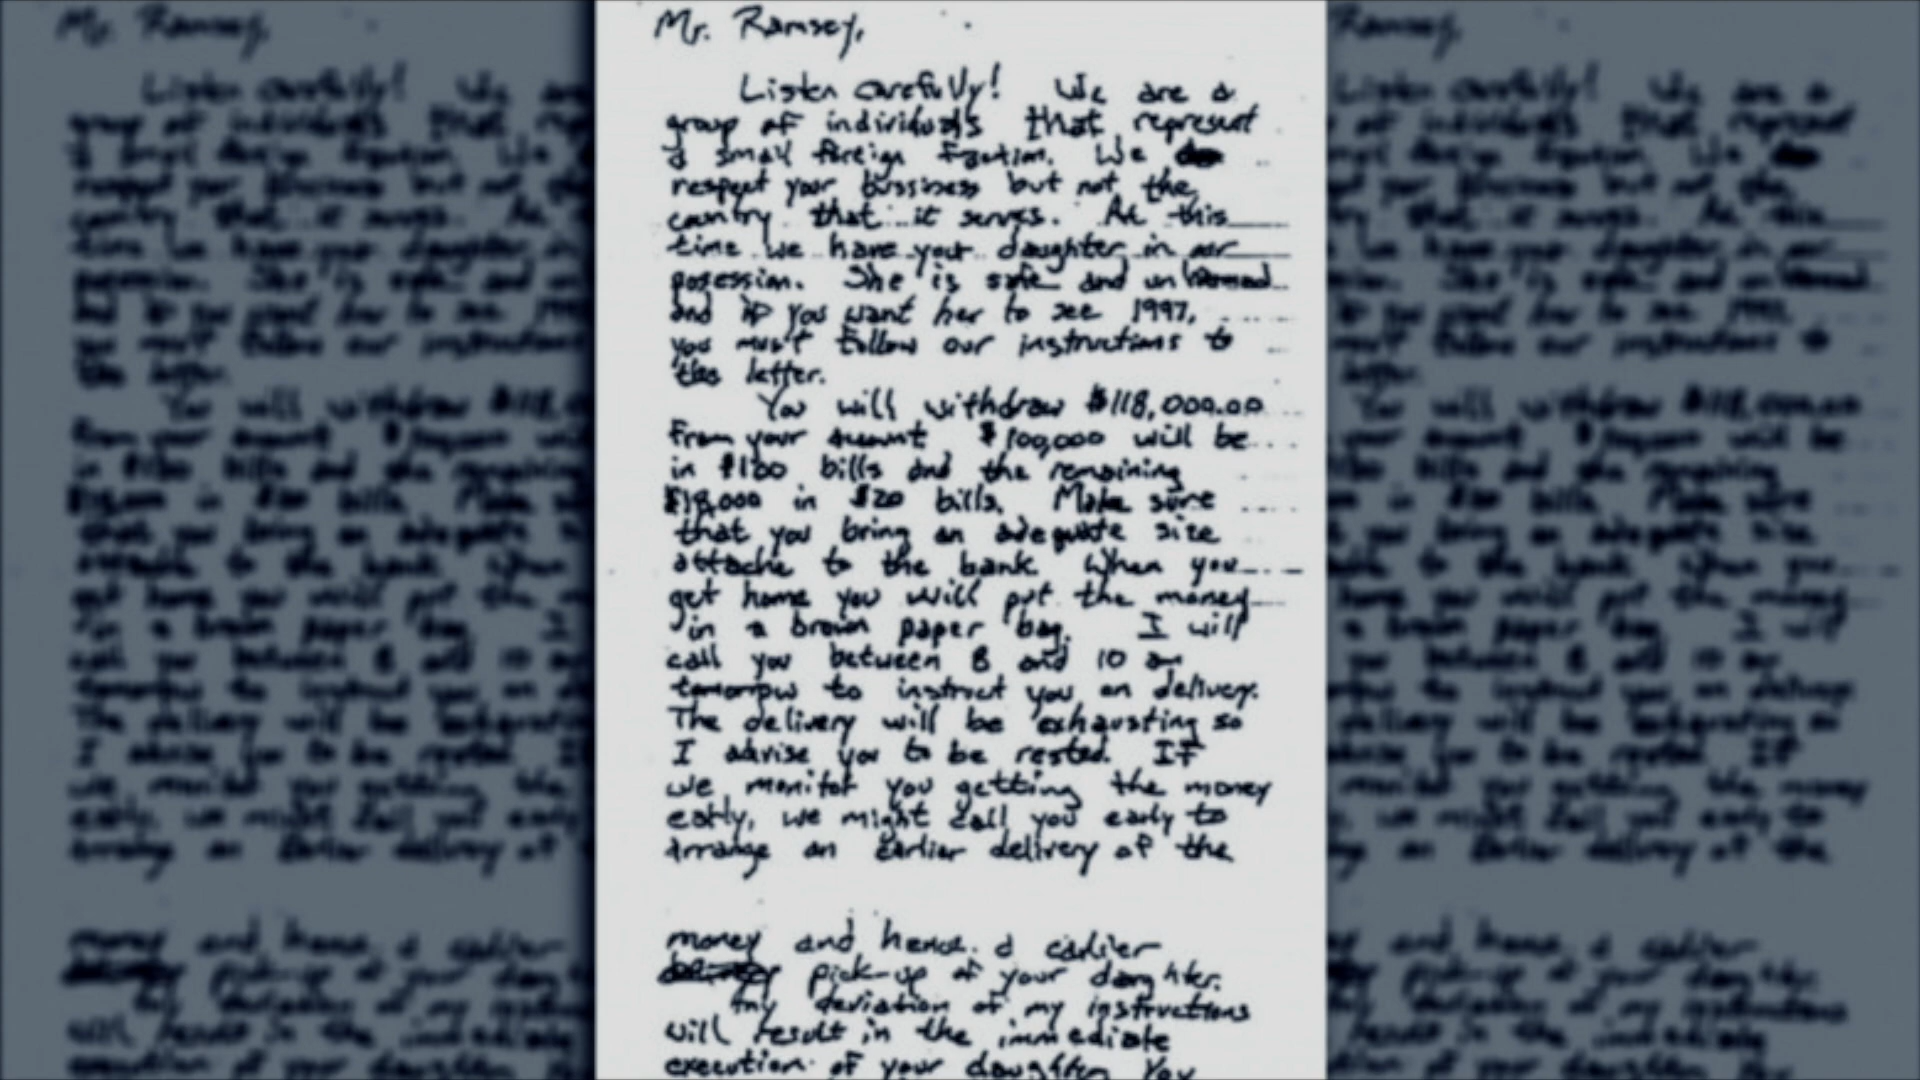 Mr. Ramsey,
Listen carefully! We are a
group of individuals that represent
a small foreign faction. We
respect your bussiness but not the
country that it serves. At this
time we have your daughter in our
posession. She is safe and unharmed
and if you want her to see 1997,
you must follow our instructions to
the letter.
You will withdraw $118,000.00
from your account. $100,000 will be
in $100 bills and the remaining
$18,000 in $20 bills. Make sure
that you bring an adequate size
attache to the bank. When you
get home you will put the money
in a brown paper bag. I will
call you between 8 and 10 am
tomorrow to instruct you on delivery.
The delivery will be exhausting so
I advise you to be rested. If
we monitor you getting the money
early, we might call you early to
arrange an earlier delivery of the
money and hence a earlier
delivery pick-up of your daughter.
Any deviation of my instructions
will result in the immediate
execution of your daughter. You